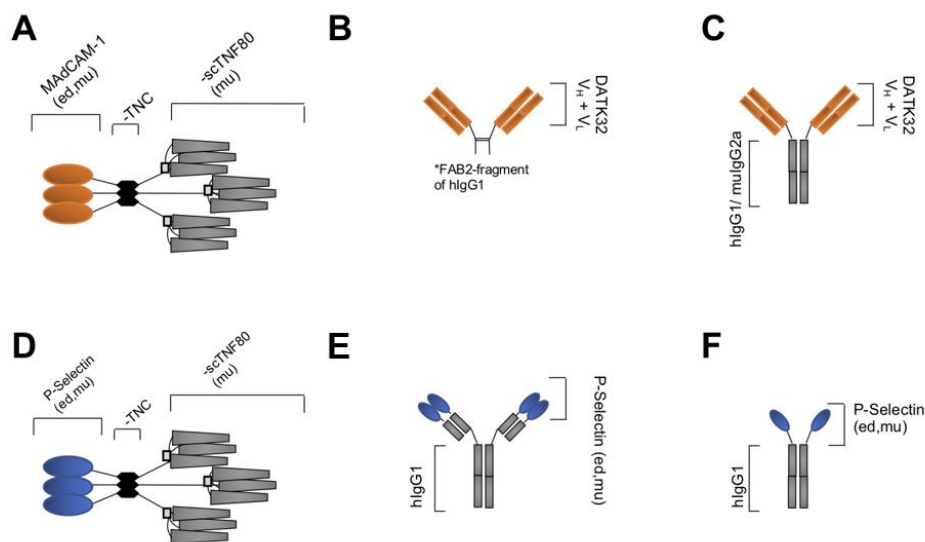 A
MAdCAM-1
(ed,mu)
-TNC
-scTNF80
(mu)
B
DATK32
VH + VL
*FAB2-fragment
of hIgG1
C
DATK32
VH + VL
hIgG1/ muIgG2a
D
P-Selectin
(ed,mu)
-TNC
-scTNF80
(mu)
E
P-Selectin (ed,mu)
hIgG1
F
P-Selectin
(ed,mu)
hIgG1